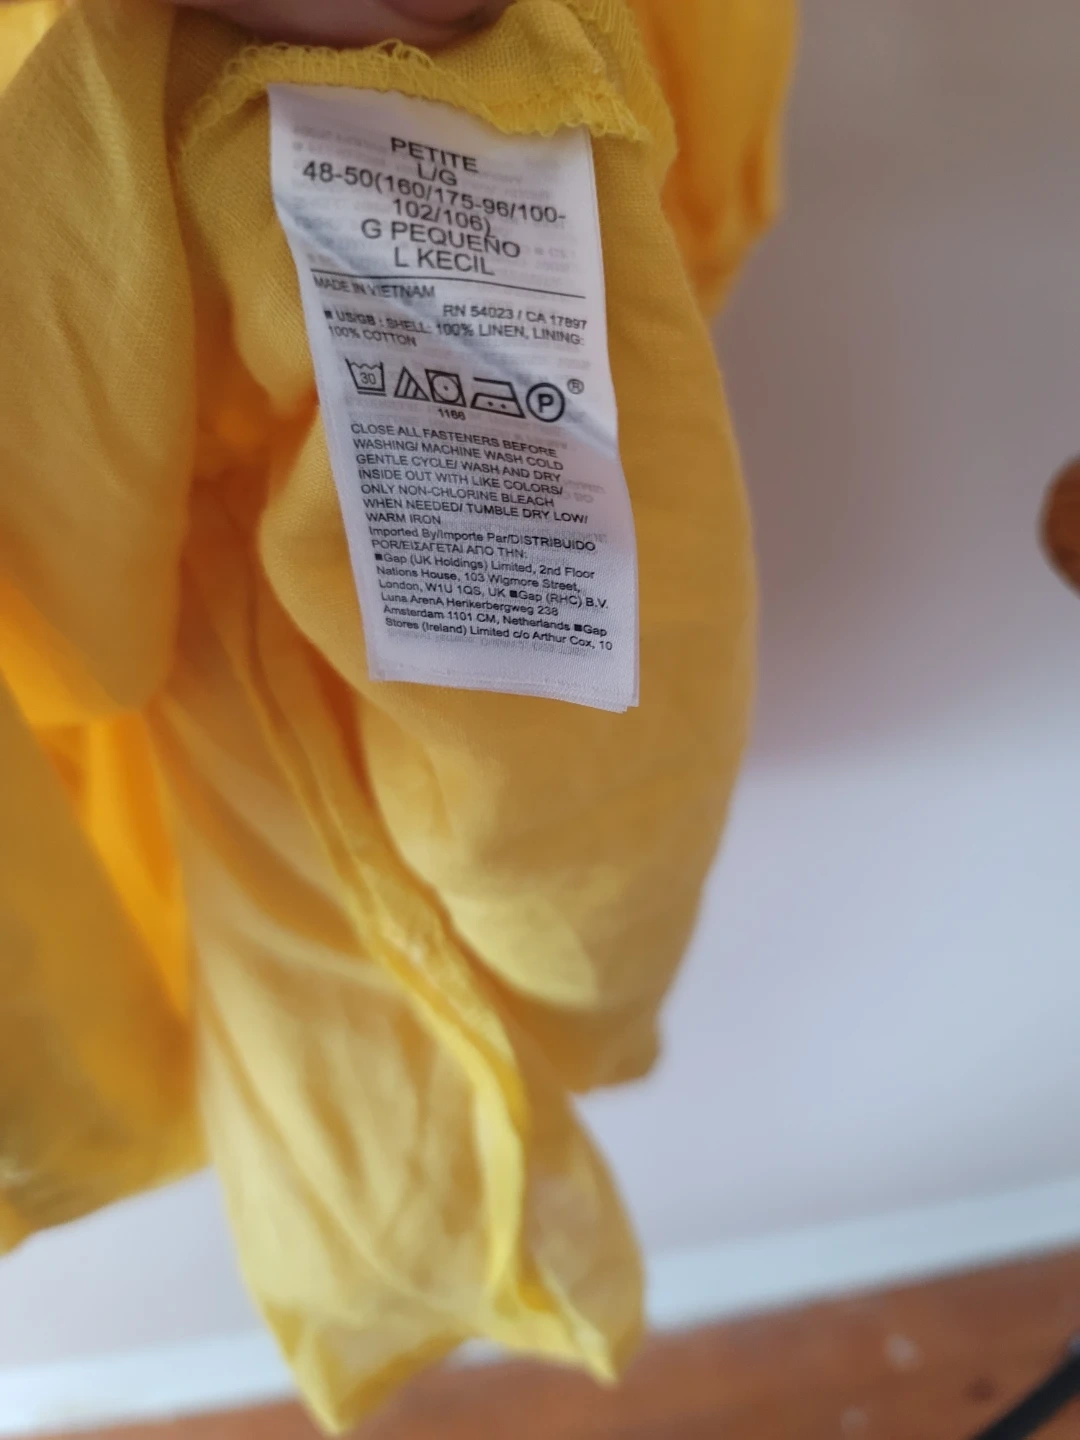 PETITE
L/G
48-50(160/175-96/100-
102/106)
G PEQUEÑO
L KECIL
MADE IN VIETNAM
RN 54023 / CA 17897
■ US/GB : SHELL: 100% LINEN, LINING:
100% COTTON
30 P ®
1166
CLOSE ALL FASTENERS BEFORE
WASHING/ MACHINE WASH COLD
GENTLE CYCLE/ WASH AND DRY
INSIDE OUT WITH LIKE COLORS/
ONLY NON-CHLORINE BLEACH
WHEN NEEDED/ TUMBLE DRY LOW/
WARM IRON
Imported By/Importe Par/DISTRIBUIDO
POR/ΕΙΣΑΓΕΤΑΙ ΑΠΟ ΤΗΝ:
■Gap (UK Holdings) Limited, 2nd Floor
Nations House, 103 Wigmore Street,
London, W1U 1QS, UK ■Gap (RHC) B.V.
Luna ArenA Herikerbergweg 238
Amsterdam 1101 CM, Netherlands ■Gap
Stores (Ireland) Limited c/o Arthur Cox, 10